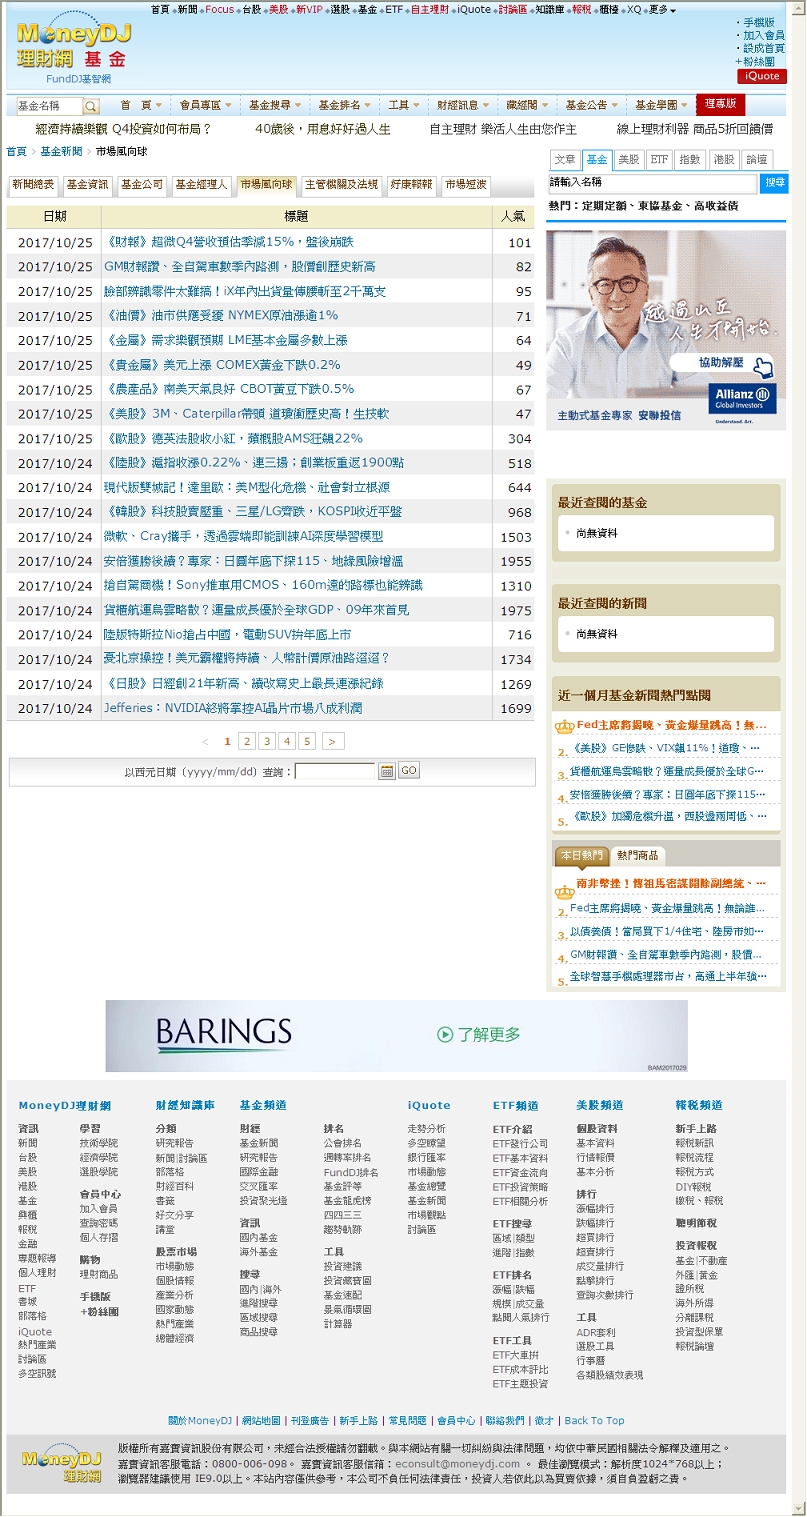 首頁 新聞 Focus 台股 美股 新VIP 選股 基金 ETF 自主理財 iQuote 討論區 知識庫 報稅 櫃檯 XQ 更多
MoneyDJ
理財網 基金
FundDJ基智網
手機版
加入會員
設成首頁
+粉絲團
iQuote
基金名稱
首 頁 會員專區 基金搜尋 基金排名 工具 財經訊息 藏經閣 基金公告 基金學園 理專版
經濟持續樂觀 Q4投資如何布局？ 40歲後，用息好好過人生 自主理財 樂活人生由您作主 線上理財利器 商品5折回饋價
首頁 > 基金新聞 > 市場風向球
新聞總表 基金資訊 基金公司 基金經理人 市場風向球 主管機關及法規 好康報報 市場短波
日期 標題 人氣
2017/10/25 《財報》超微Q4營收預估季減15%，盤後崩跌 101
2017/10/25 GM財報讚、全自駕車數季內路測，股價創歷史新高 82
2017/10/25 臉部辨識零件太難搞！iX年內出貨量傳腰斬至2千萬支 95
2017/10/25 《油價》油市供應受擾 NYMEX原油漲逾1% 71
2017/10/25 《金屬》需求樂觀預期 LME基本金屬多數上漲 64
2017/10/25 《貴金屬》美元上漲 COMEX黃金下跌0.2% 49
2017/10/25 《農產品》南美天氣良好 CBOT黃豆下跌0.5% 67
2017/10/25 《美股》3M、Caterpillar帶頭 道瓊衝歷史高！生技軟 47
2017/10/25 《歐股》德英法股收小紅，蘋概股AMS狂飆22% 304
2017/10/24 《陸股》滬指收漲0.22%、連三揚；創業板重返1900點 518
2017/10/24 現代版雙城記！達里歐：美M型化危機、社會對立根源 644
2017/10/24 《韓股》科技股賣壓重、三星/LG齊跌，KOSPI收近平盤 968
2017/10/24 微軟、Cray攜手，透過雲端即能訓練AI深度學習模型 1503
2017/10/24 安倍獲勝後續？專家：日圓年底下探115、地緣風險增溫 1955
2017/10/24 搶自駕商機！Sony推車用CMOS、160m遠的路標也能辨識 1310
2017/10/24 貨櫃航運烏雲略散？運量成長優於全球GDP、09年來首見 1975
2017/10/24 陸版特斯拉Nio搶占中國，電動SUV拚年底上市 716
2017/10/24 憂北京操控！美元霸權將持續、人幣計價原油路迢迢？ 1734
2017/10/24 《日股》日經創21年新高、續改寫史上最長連漲紀錄 1269
2017/10/24 Jefferies：NVIDIA終將掌控AI晶片市場八成利潤 1699
< 1 2 3 4 5 >
以西元日期（yyyy/mm/dd）查詢： GO
文章 基金 美股 ETF 指數 港股 論壇
請輸入名稱 搜尋
熱門：定期定額、東協基金、高收益債
越過山丘
人生才開始.
協助解壓
Allianz
Global Investors
Understand. Act.
主動式基金專家 安聯投信
最近查閱的基金
尚無資料
最近查閱的新聞
尚無資料
近一個月基金新聞熱門點閱
Fed主席將揭曉、黃金爆量跳高！無...
2. 《美股》GE慘跌、VIX飆11%！道瓊、...
3. 貨櫃航運烏雲略散？運量成長優於全球G...
4. 安倍獲勝後續？專家：日圓年底下探115...
5. 《歐股》加獨危機升溫，西股遭兩周低、...
本日熱門 熱門商品
南非幣挫！傳祖馬密謀開除副總統、...
2. Fed主席將揭曉、黃金爆量跳高！無論誰...
3. 以債養債！當局買下1/4住宅、陸房市如...
4. GM財報讚、全自駕車數季內路測，股價...
5. 全球智慧手機處理器市占，高通上半年強...
BARINGS 了解更多
BAM2017029
MoneyDJ理財網
資訊
新聞
台股
美股
港股
基金
興櫃
報稅
金融
專題報導
個人理財
ETF
書城
部落格
iQuote
熱門產業
討論區
多空訊號
學習
技術學院
經濟學院
選股學院
會員中心
加入會員
查詢密碼
個人存摺
購物
理財商品
手機版
+粉絲團
財經知識庫
分類
研究報告
新聞|討論區
部落格
財經百科
書籤
好文分享
講堂
股票市場
市場動態
個股情報
產業分析
國家動態
熱門產業
總體經濟
基金頻道
財經
基金新聞
研究報告
國際金融
交叉匯率
投資聚光燈
資訊
國內基金
海外基金
搜尋
國內|海外
進階搜尋
區域搜尋
商品搜尋
排名
公會排名
週轉率排名
FundDJ排名
基金評等
基金龍虎榜
四四三三
趨勢軌跡
工具
投資建議
投資藏寶圖
基金速配
景氣循環圖
計算器
iQuote
走勢分析
多空瞭望
銀行匯率
市場動態
基金總覽
基金新聞
市場觀點
討論區
ETF頻道
ETF介紹
ETF發行公司
ETF基本資料
ETF資金流向
ETF投資策略
ETF相關分析
ETF搜尋
區域|類型
進階|指數
ETF排名
漲幅|跌幅
規模|成交量
點閱人氣排行
ETF工具
ETF大車拚
ETF成本評比
ETF主題投資
美股頻道
個股資料
基本資料
行情報價
基本分析
排行
漲幅排行
跌幅排行
超買排行
超賣排行
成交量排行
點擊排行
查詢次數排行
工具
ADR套利
選股工具
行事曆
各類股績效表現
報稅頻道
新手上路
報稅新訊
報稅流程
報稅方式
DIY報稅
繳稅、報稅
聰明節稅
投資報稅
基金|不動產
外匯|黃金
證所稅
海外所得
分離課稅
投資型保單
報稅論壇
關於MoneyDJ | 網站地圖 | 刊登廣告 | 新手上路 | 常見問題 | 會員中心 | 聯絡我們 | 徵才 | Back To Top
MoneyDJ
理財網
版權所有嘉實資訊股份有限公司，未經合法授權請勿翻載。與本網站有關一切糾紛與法律問題，均依中華民國相關法令解釋及適用之。
嘉實資訊客服電話：0800-006-098。 嘉實資訊客服信箱：econsult@moneydj.com 。 最佳瀏覽模式：解析度1024*768以上；
瀏覽器建議使用 IE9.0以上。本站內容僅供參考，本公司不負任何法律責任，投資人若依此以為買賣依據，須自負盈虧之責。